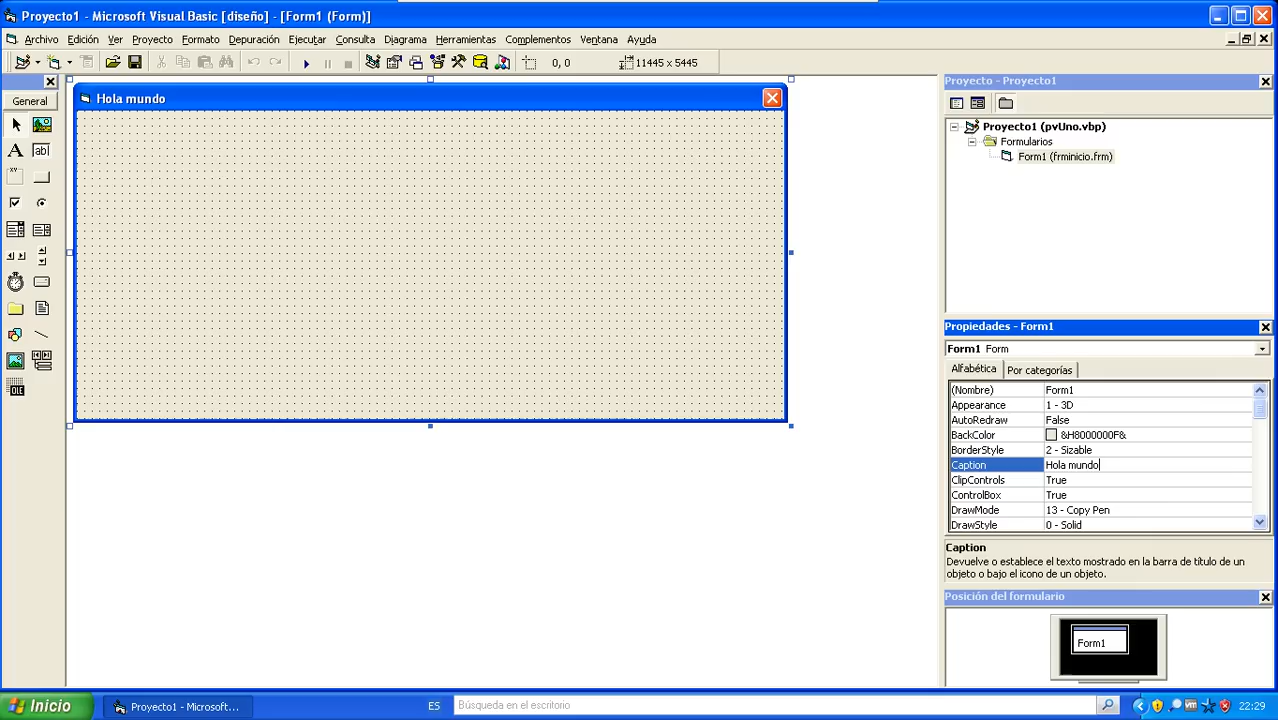 Proyecto1 - Microsoft Visual Basic [diseño] - [Form1 (Form)]
Archivo Edición Ver Proyecto Formato Depuración Ejecutar Consulta Diagrama Herramientas Complementos Ventana Ayuda
0, 0 11445 x 5445
General
Hola mundo
A
ab|
xy
OLE
Proyecto - Proyecto1
Proyecto1 (pvUno.vbp)
Formularios
Form1 (frminicio.frm)
Propiedades - Form1
Form1 Form
Alfabética Por categorías
(Nombre) Form1
Appearance 1 - 3D
AutoRedraw False
BackColor &H8000000F&
BorderStyle 2 - Sizable
Caption Hola mundo
ClipControls True
ControlBox True
DrawMode 13 - Copy Pen
DrawStyle 0 - Solid
Caption
Devuelve o establece el texto mostrado en la barra de título de un
objeto o bajo el icono de un objeto.
Posición del formulario
Form1
Inicio Proyecto1 - Microsoft... ES Búsqueda en el escritorio 22:29